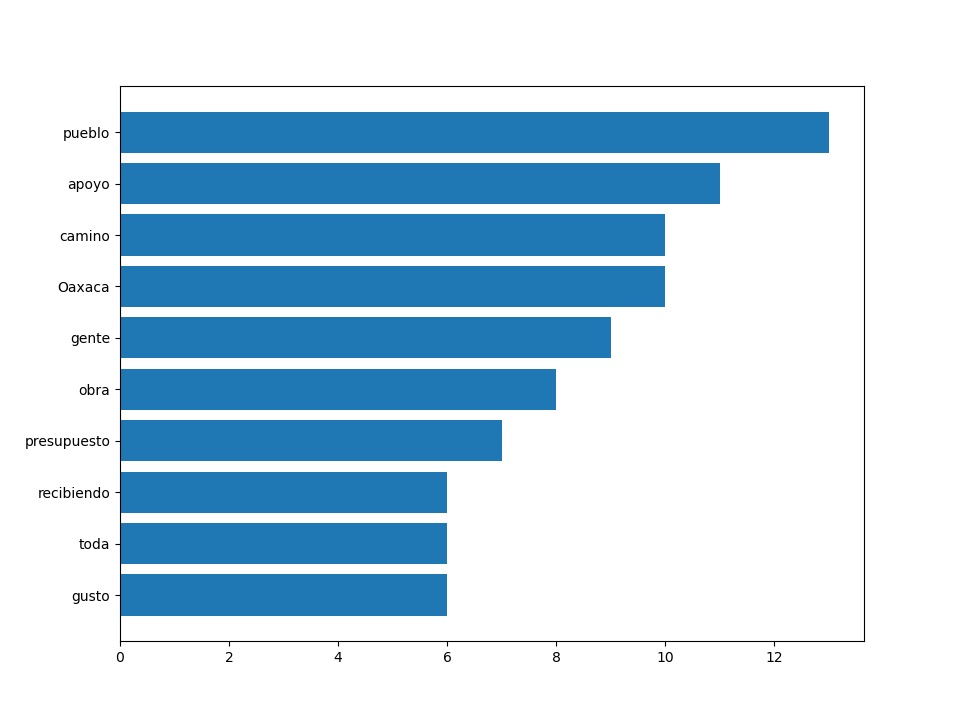 pueblo
apoyo
camino
Oaxaca
gente
obra
presupuesto
recibiendo
toda
gusto
0 2 4 6 8 10 12